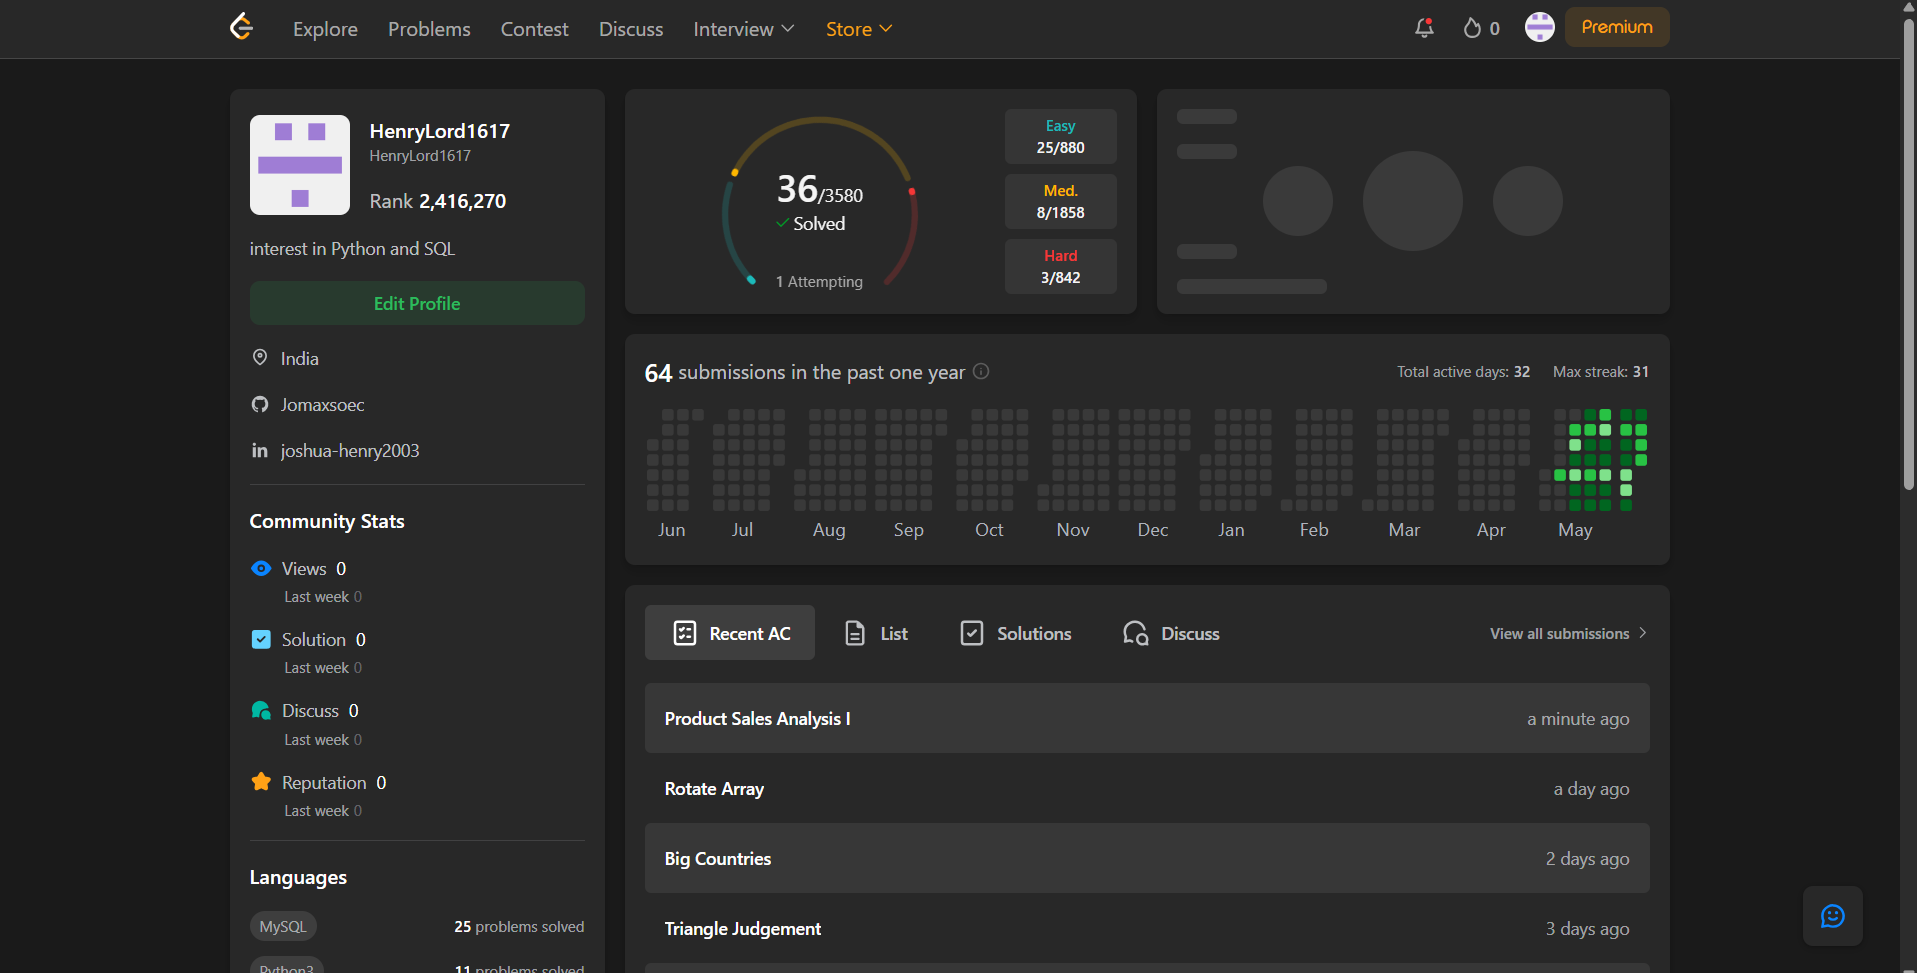 Explore Problems Contest Discuss Interview Store 0 Premium
HenryLord1617
HenryLord1617
Rank 2,416,270
interest in Python and SQL
Edit Profile
India
Jomaxsoec
joshua-henry2003
Community Stats
Views 0
Last week 0
Solution 0
Last week 0
Discuss 0
Last week 0
Reputation 0
Last week 0
Languages
MySQL 25 problems solved
Python3 11 problems solved
36/3580
Solved
1 Attempting
Easy
25/880
Med.
8/1858
Hard
3/842
64 submissions in the past one year Total active days: 32 Max streak: 31
Jun Jul Aug Sep Oct Nov Dec Jan Feb Mar Apr May
Recent AC List Solutions Discuss View all submissions
Product Sales Analysis I a minute ago
Rotate Array a day ago
Big Countries 2 days ago
Triangle Judgement 3 days ago